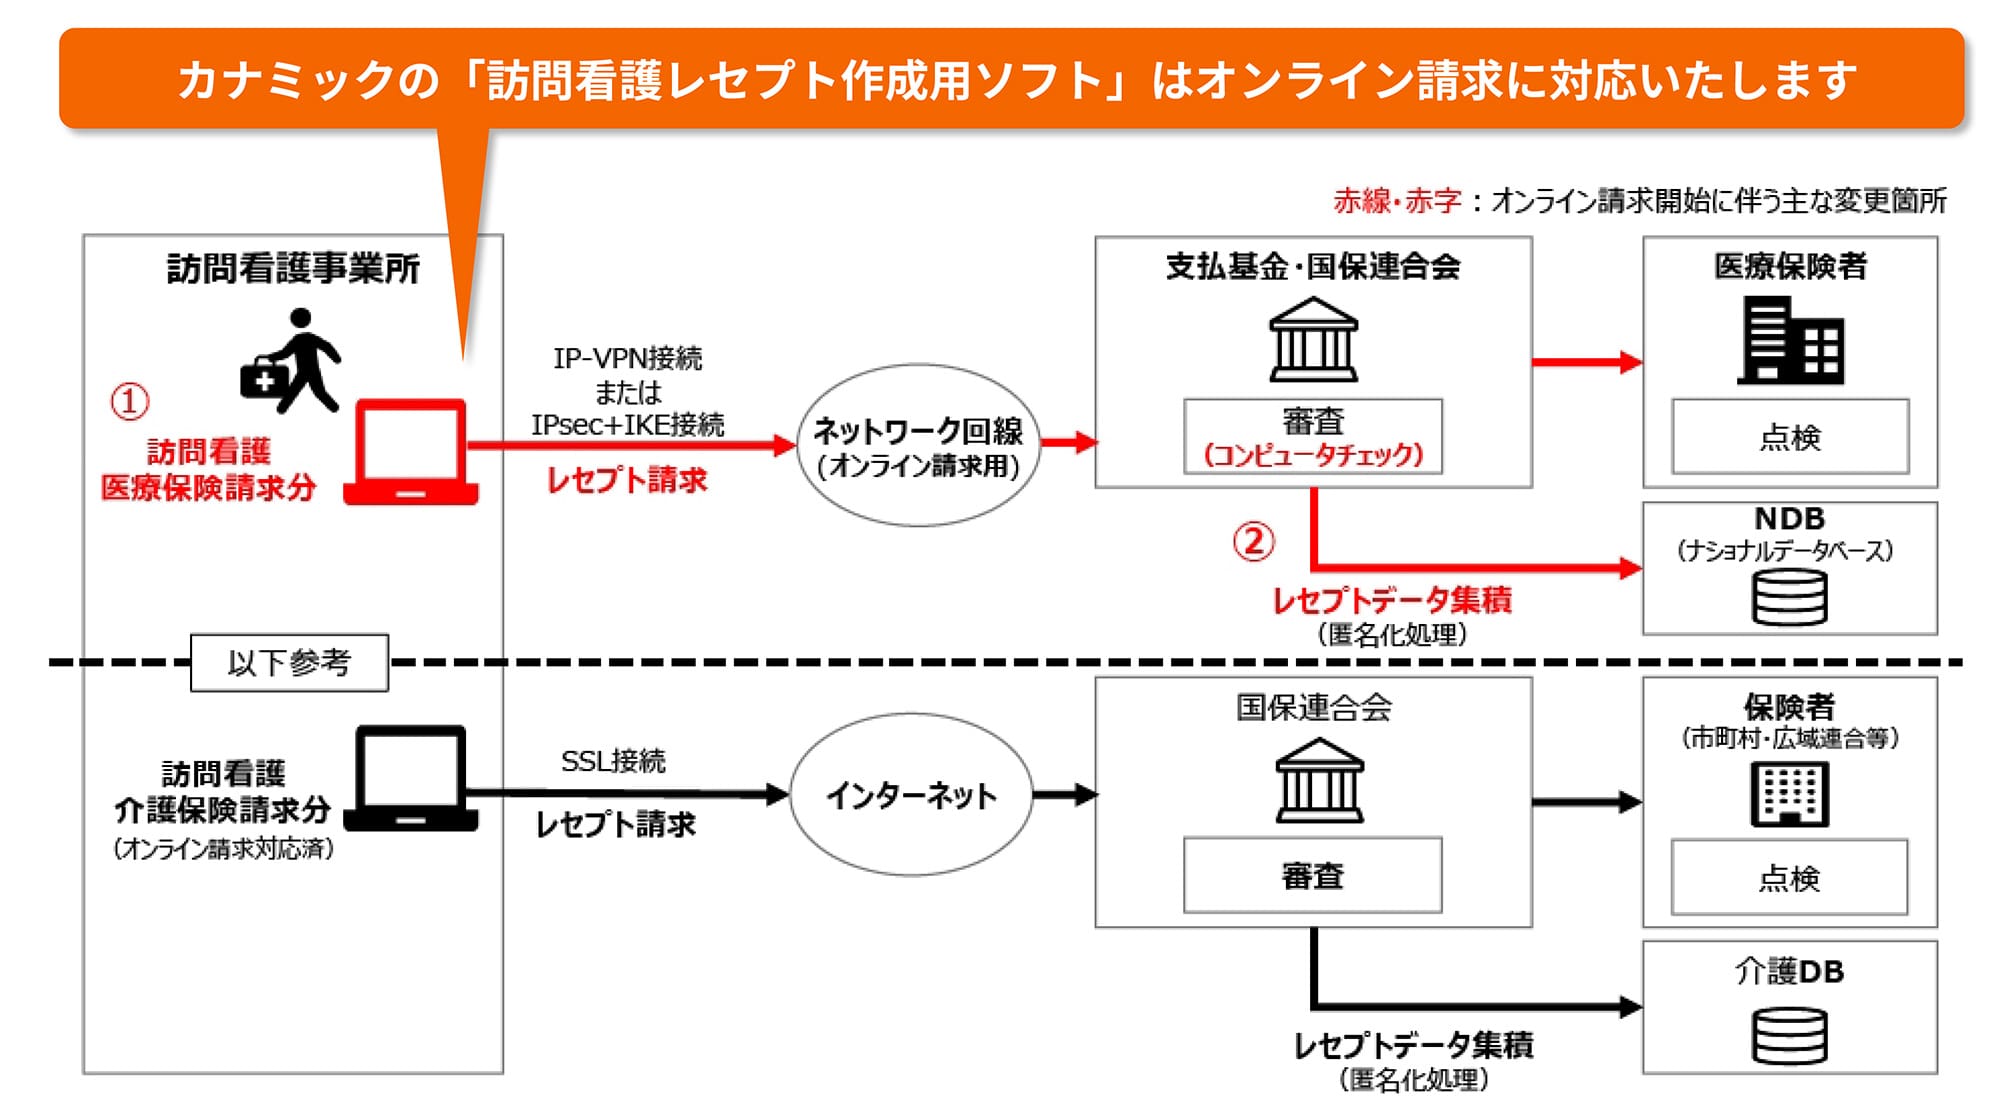 カナミックの「訪問看護レセプト作成用ソフト」はオンライン請求に対応いたします
赤線・赤字：オンライン請求開始に伴う主な変更箇所
訪問看護事業所
①
訪問看護
医療保険請求分
IP-VPN接続
または
IPsec+IKE接続
レセプト請求
ネットワーク回線
(オンライン請求用)
支払基金・国保連合会
審査
（コンピュータチェック）
医療保険者
点検
②
レセプトデータ集積
（匿名化処理）
NDB
（ナショナルデータベース）
以下参考
訪問看護
介護保険請求分
（オンライン請求対応済）
SSL接続
レセプト請求
インターネット
国保連合会
審査
保険者
（市町村・広域連合等）
点検
レセプトデータ集積
（匿名化処理）
介護DB